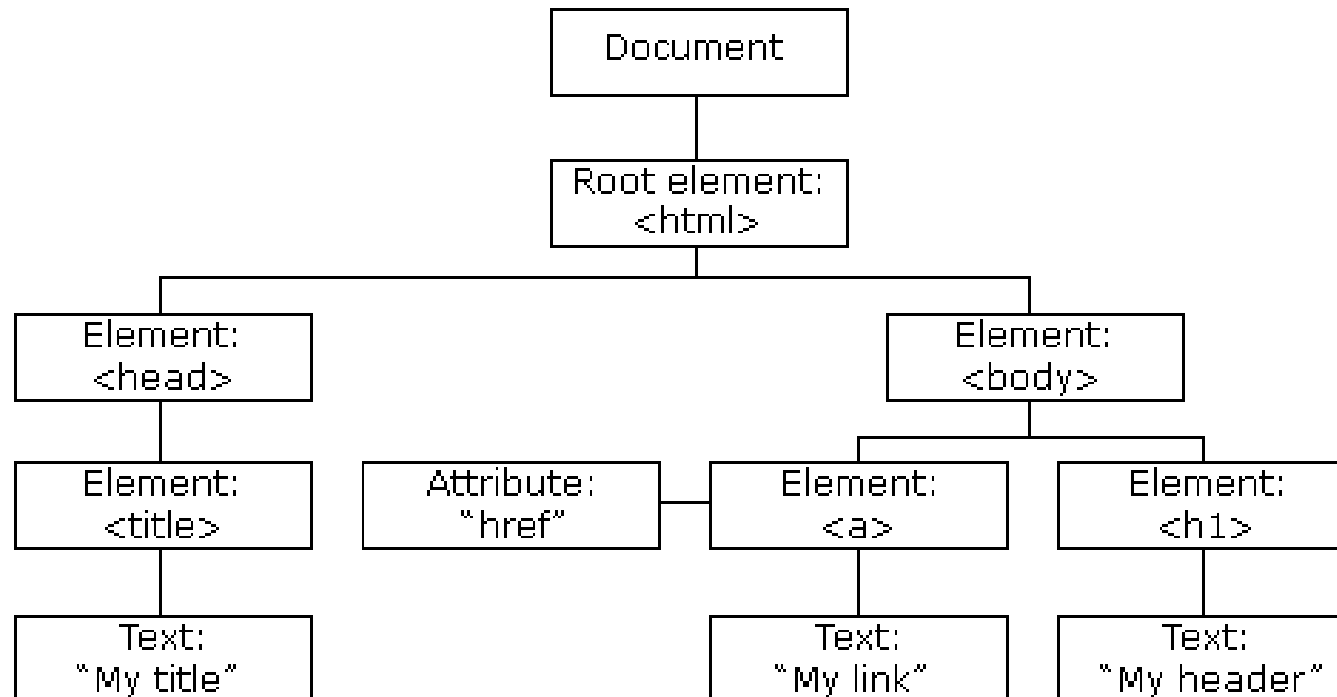 Document
Root element:
<html>
Element:
<head>
Element:
<body>
Element:
<title>
Attribute:
“href”
Element:
<a>
Element:
<h1>
Text:
“My title”
Text:
“My link”
Text:
“My header”